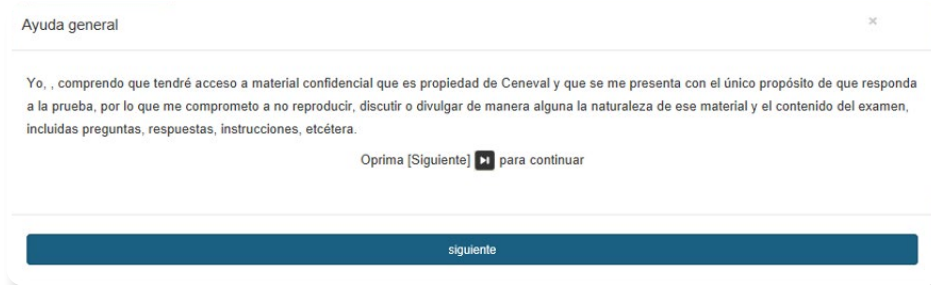 Ayuda general
×
Yo, , comprendo que tendré acceso a material confidencial que es propiedad de Ceneval y que se me presenta con el único propósito de que responda
a la prueba, por lo que me comprometo a no reproducir, discutir o divulgar de manera alguna la naturaleza de ese material y el contenido del examen,
incluidas preguntas, respuestas, instrucciones, etcétera.
Oprima [Siguiente] para continuar
siguiente